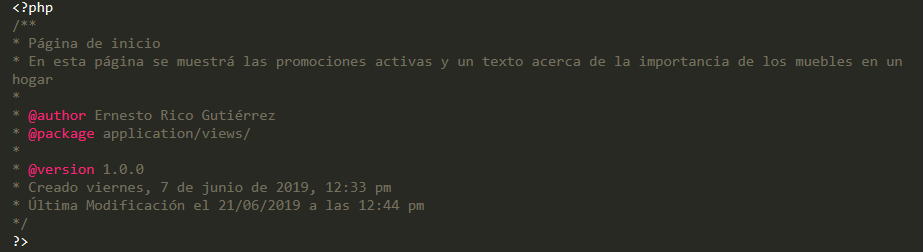 <?php
/**
* Página de inicio
* En esta página se muestrá las promociones activas y un texto acerca de la importancia de los muebles en un
hogar
*
* @author Ernesto Rico Gutiérrez
* @package application/views/
*
* @version 1.0.0
* Creado viernes, 7 de junio de 2019, 12:33 pm
* Última Modificación el 21/06/2019 a las 12:44 pm
*/
?>